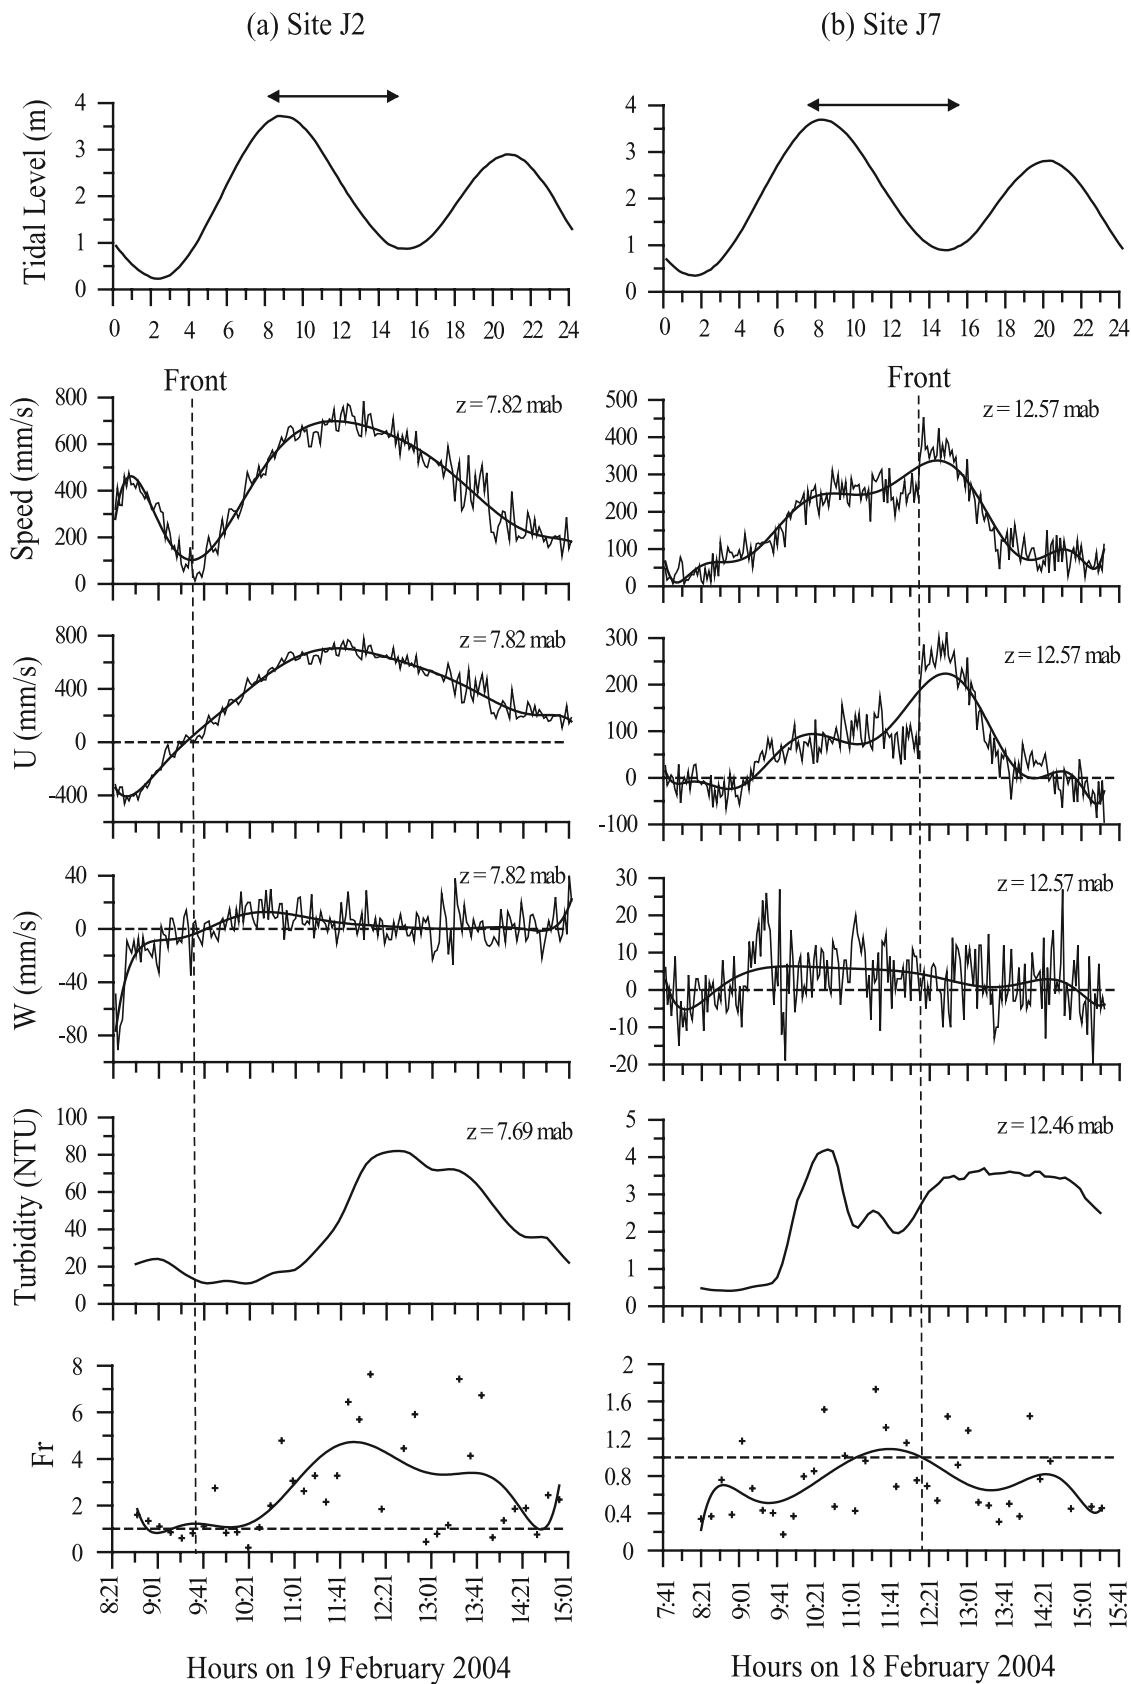 (a) Site J2
(b) Site J7
Tidal Level (m)
4
3
2
1
0
0 2 4 6 8 10 12 14 16 18 20 22 24
4
3
2
1
0
0 2 4 6 8 10 12 14 16 18 20 22 24
Front
Front
Speed (mm/s)
800
600
400
200
0
z = 7.82 mab
500
400
300
200
100
0
z = 12.57 mab
U (mm/s)
800
400
0
-400
z = 7.82 mab
300
200
100
0
-100
z = 12.57 mab
W (mm/s)
40
0
-40
-80
z = 7.82 mab
30
20
10
0
-10
-20
z = 12.57 mab
Turbidity (NTU)
100
80
60
40
20
0
z = 7.69 mab
5
4
3
2
1
0
z = 12.46 mab
Fr
8
6
4
2
1
0
2
1.6
1.2
0.8
0.4
0
8:21 9:01 9:41 10:21 11:01 11:41 12:21 13:01 13:41 14:21 15:01
7:41 8:21 9:01 9:41 10:21 11:01 11:41 12:21 13:01 13:41 14:21 15:01 15:41
Hours on 19 February 2004
Hours on 18 February 2004